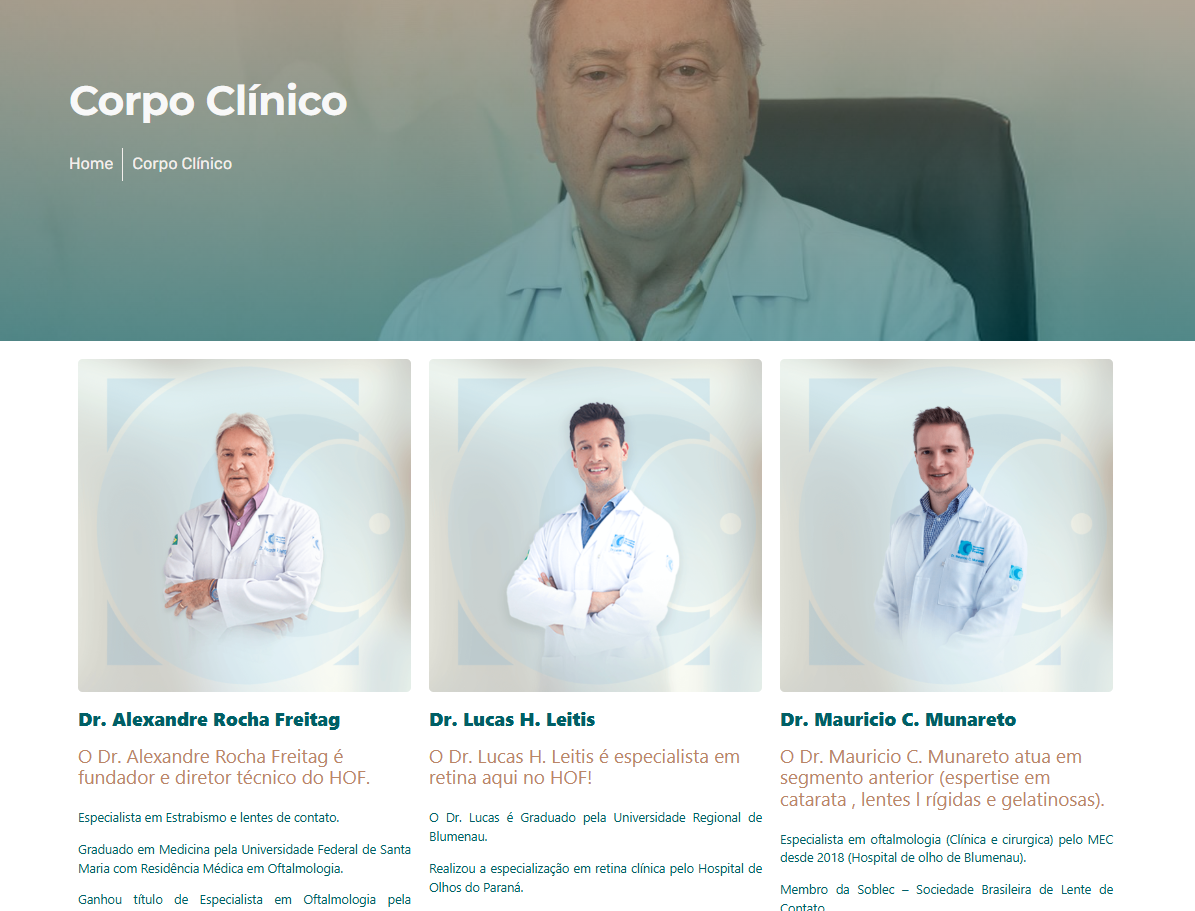 Corpo Clínico
Home
Corpo Clínico
Dr. Alexandre Rocha Freitag
O Dr. Alexandre Rocha Freitag é
fundador e diretor técnico do HOF.
Especialista em Estrabismo e lentes de contato.
Graduado em Medicina pela Universidade Federal de Santa
Maria com Residência Médica em Oftalmologia.
Ganhou título de Especialista em Oftalmologia pela
Dr. Lucas H. Leitis
O Dr. Lucas H. Leitis é especialista em
retina aqui no HOF!
O Dr. Lucas é Graduado pela Universidade Regional de
Blumenau.
Realizou a especialização em retina clínica pelo Hospital de
Olhos do Paraná.
Dr. Mauricio C. Munareto
O Dr. Mauricio C. Munareto atua em
segmento anterior (espertise em
catarata , lentes l rígidas e gelatinosas).
Especialista em oftalmologia (Clínica e cirurgica) pelo MEC
desde 2018 (Hospital de olho de Blumenau).
Membro da Soblec – Sociedade Brasileira de Lente de
Contato